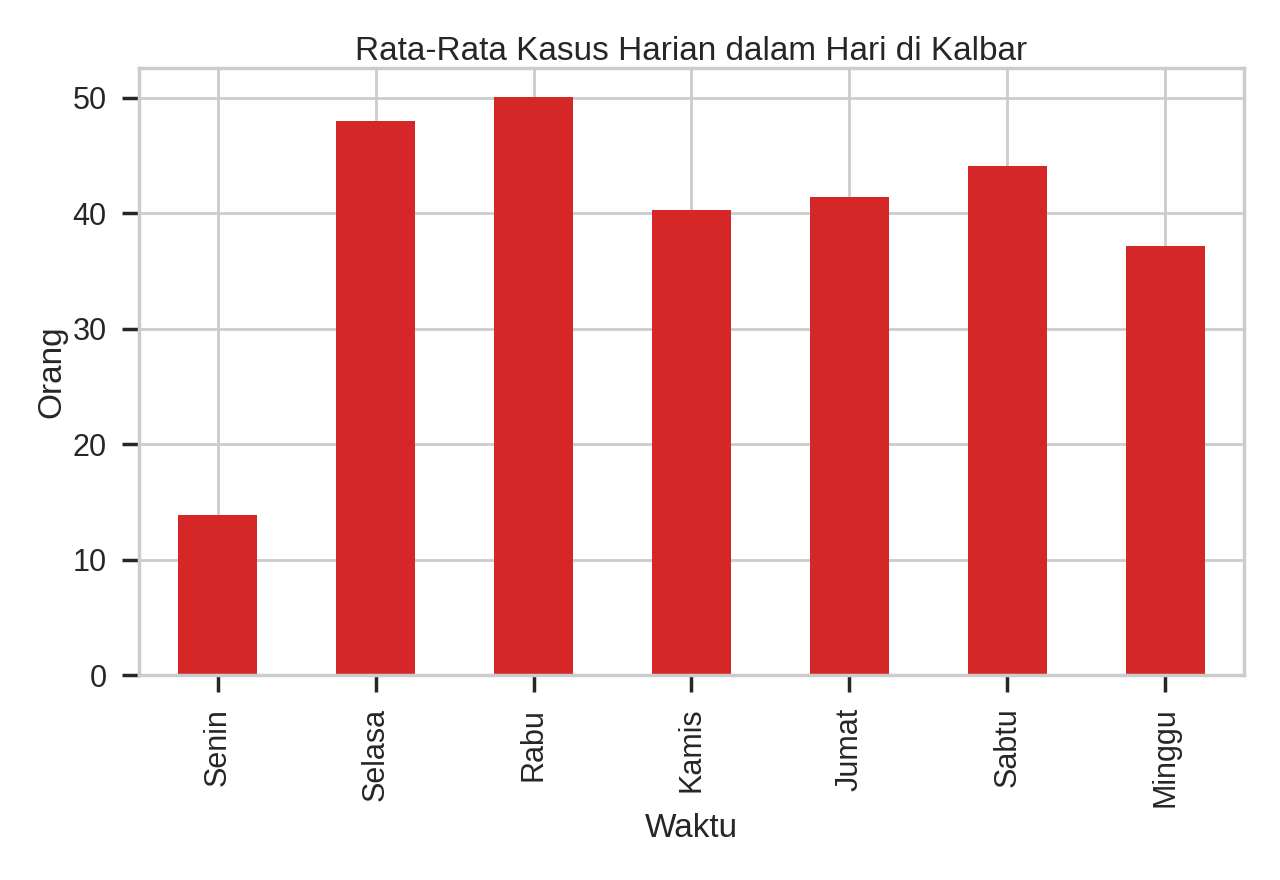 Rata-Rata Kasus Harian dalam Hari di Kalbar
50
40
30
20
10
0
Orang
Senin
Selasa
Rabu
Kamis
Jumat
Sabtu
Minggu
Waktu